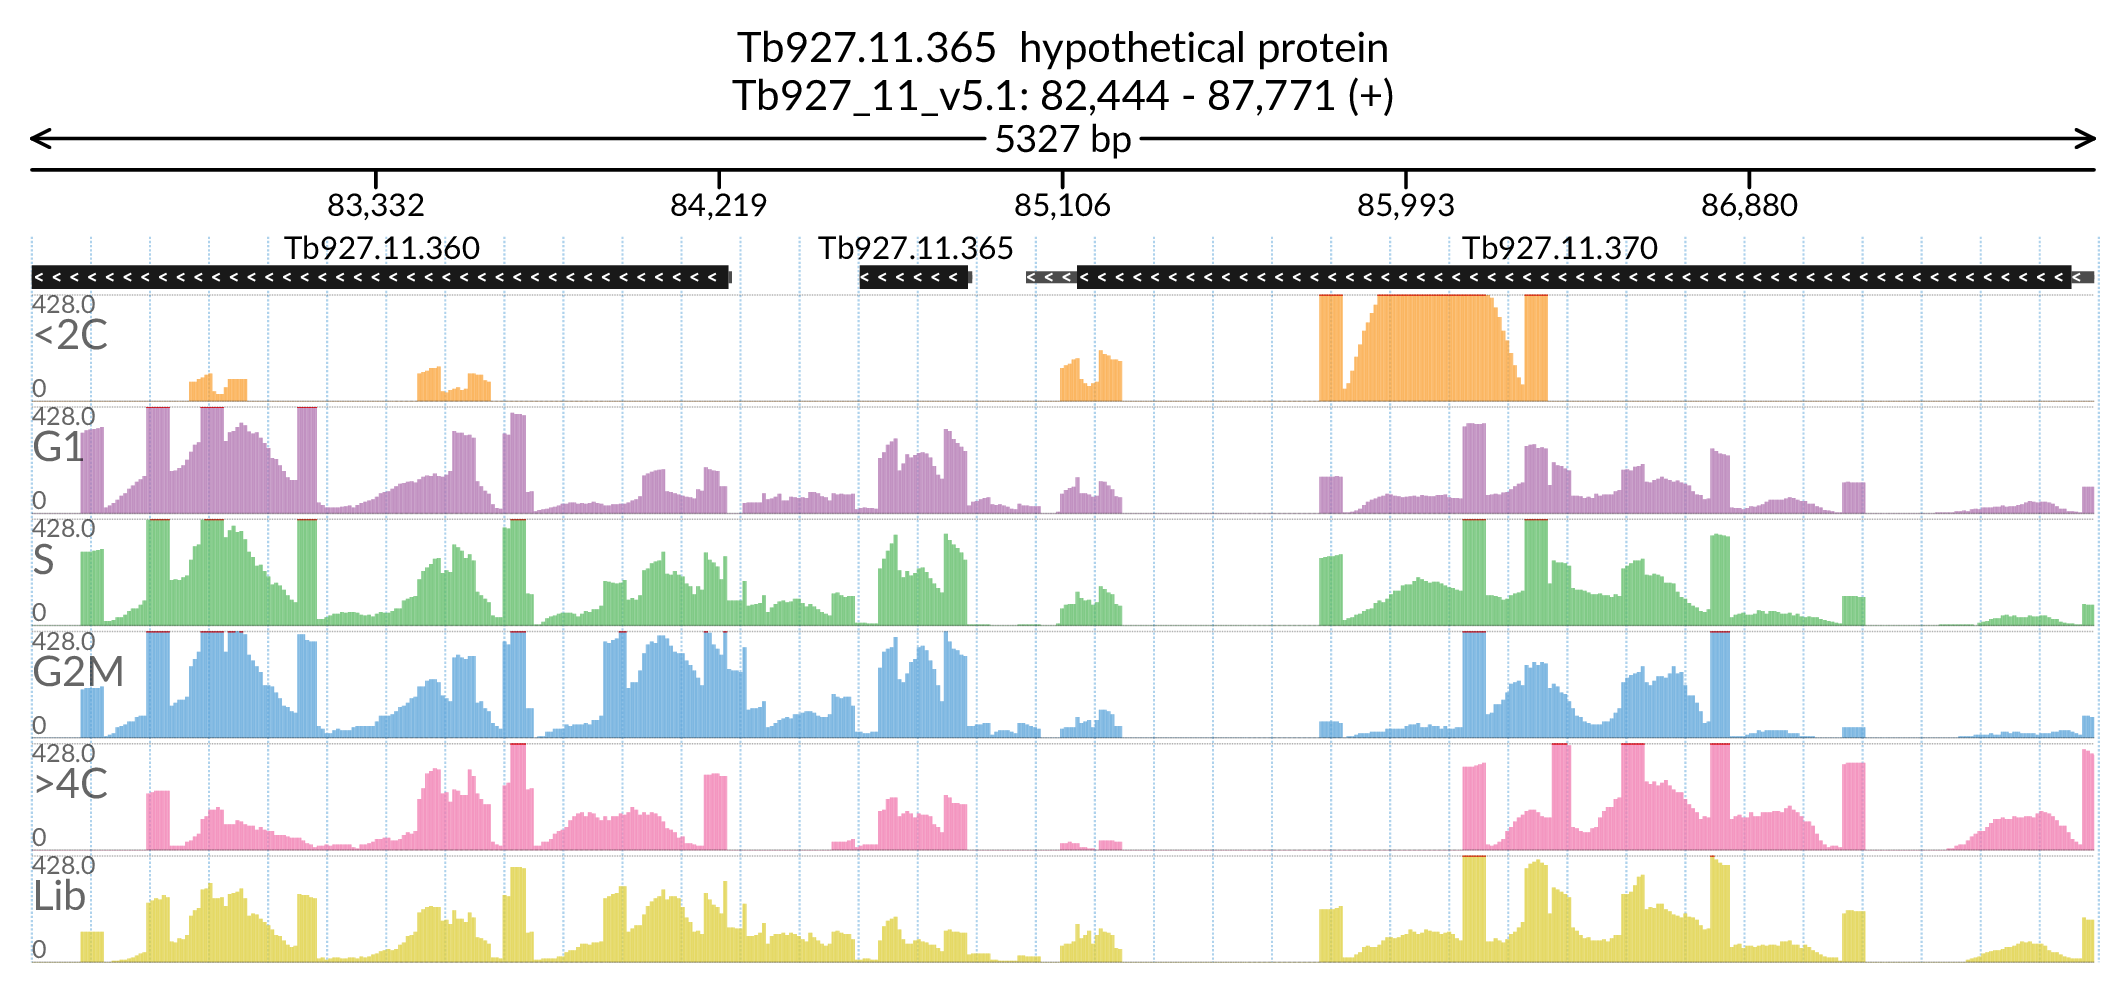 Tb927.11.365  hypothetical protein
Tb927_11_v5.1: 82,444 - 87,771 (+)
5327 bp
83,332 84,219 85,106 85,993 86,880
Tb927.11.360 Tb927.11.365 Tb927.11.370
428.0
<2C
0
428.0
G1
0
428.0
S
0
428.0
G2M
0
428.0
>4C
0
428.0
Lib
0